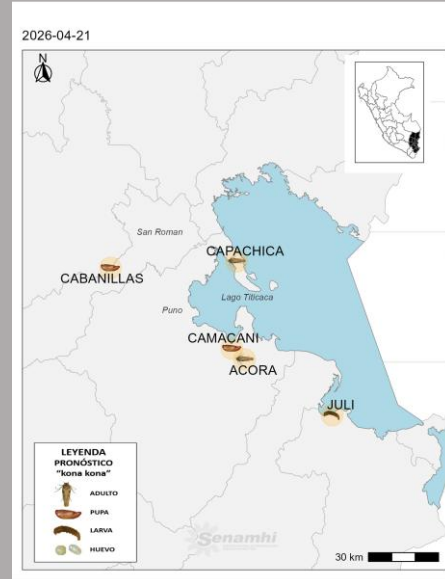 2026-04-21
N
San Roman
CAPACHICA
CABANILLAS
Lago Titicaca
Puno
CAMACANI
ACORA
JULI
LEYENDA
PRONÓSTICO
"kona kona"
ADULTO
PUPA
LARVA
HUEVO
Senamhi
30 km